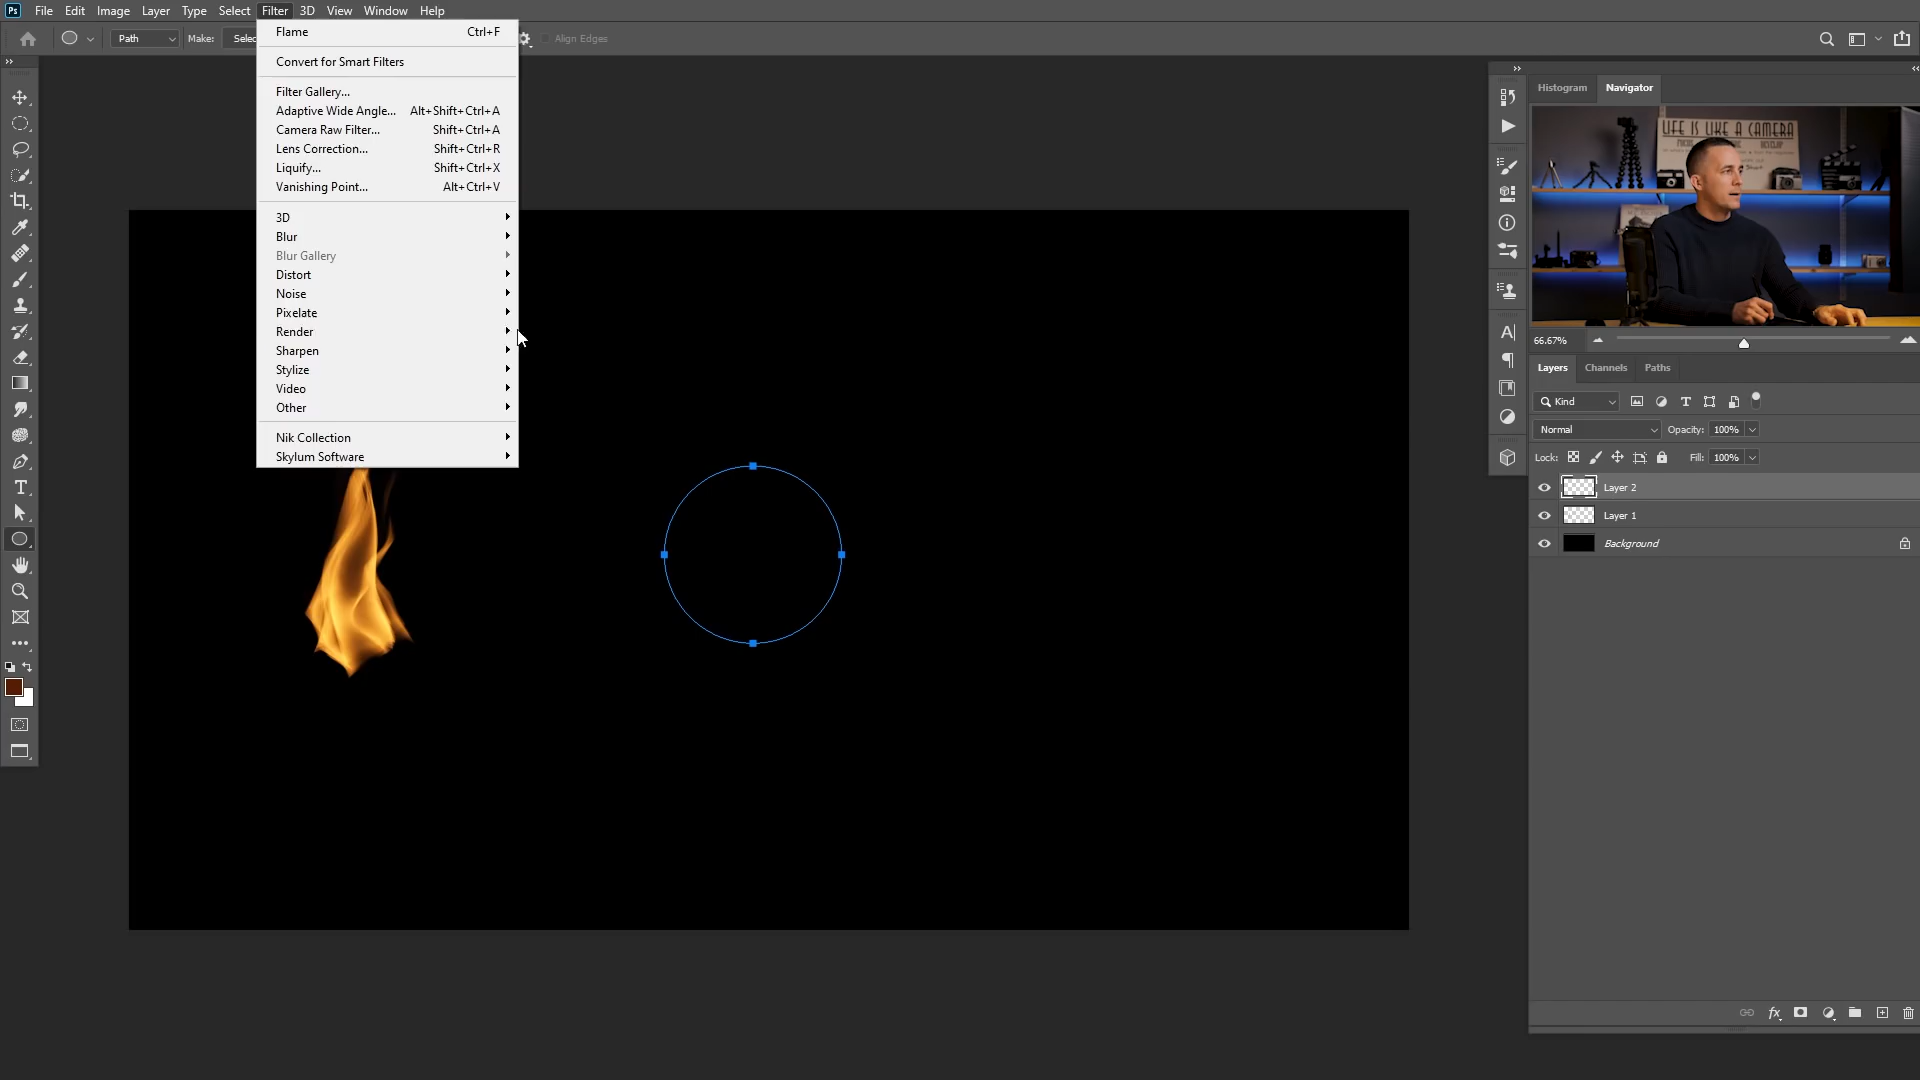 Ps File Edit Image Layer Type Select Filter 3D View Window Help
Path Make: Selec Align Edges
Flame Ctrl+F
Convert for Smart Filters
Filter Gallery...
Adaptive Wide Angle... Alt+Shift+Ctrl+A
Camera Raw Filter... Shift+Ctrl+A
Lens Correction... Shift+Ctrl+R
Liquify... Shift+Ctrl+X
Vanishing Point... Alt+Ctrl+V
3D
Blur
Blur Gallery
Distort
Noise
Pixelate
Render
Sharpen
Stylize
Video
Other
Nik Collection
Skylum Software
Histogram Navigator
LIFE IS LIKE A CAMERA
66.67%
Layers Channels Paths
Kind
Normal Opacity: 100%
Lock: Fill: 100%
Layer 2
Layer 1
Background